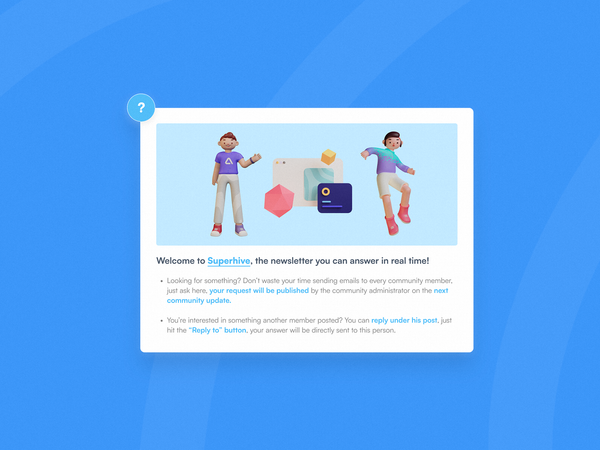 ?
Welcome to Superhive, the newsletter you can answer in real time!
• Looking for something? Don't waste your time sending emails to every community member,
just ask here, your request will be published by the community administrator on the next
community update.
• You're interested in something another member posted? You can reply under his post, just
hit the "Reply to" button, your answer will be directly sent to this person.